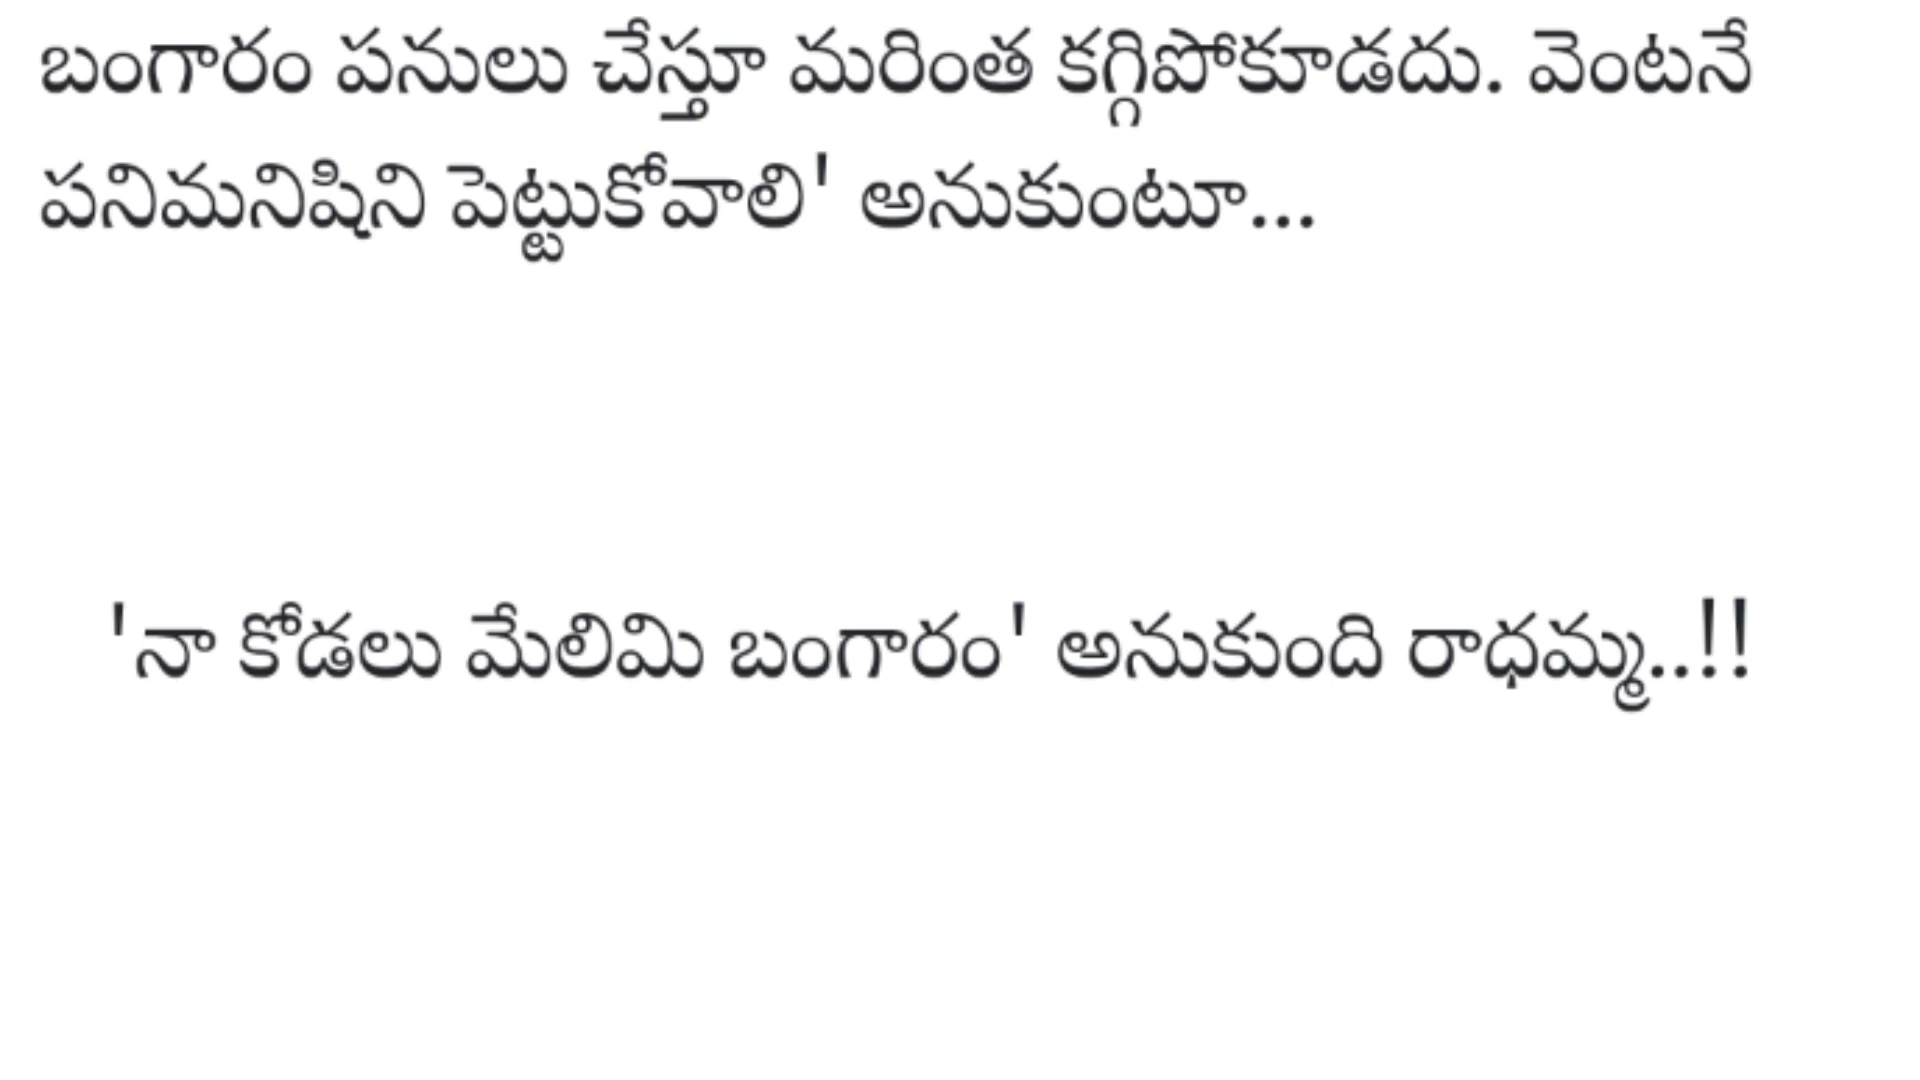 బంగారం పనులు చేస్తూ మరింత కగ్గిపోకూడదు. వెంటనే
పనిమనిషిని పెట్టుకోవాలి' అనుకుంటూ...
'నా కోడలు మేలిమి బంగారం' అనుకుంది రాధమ్మ..!!